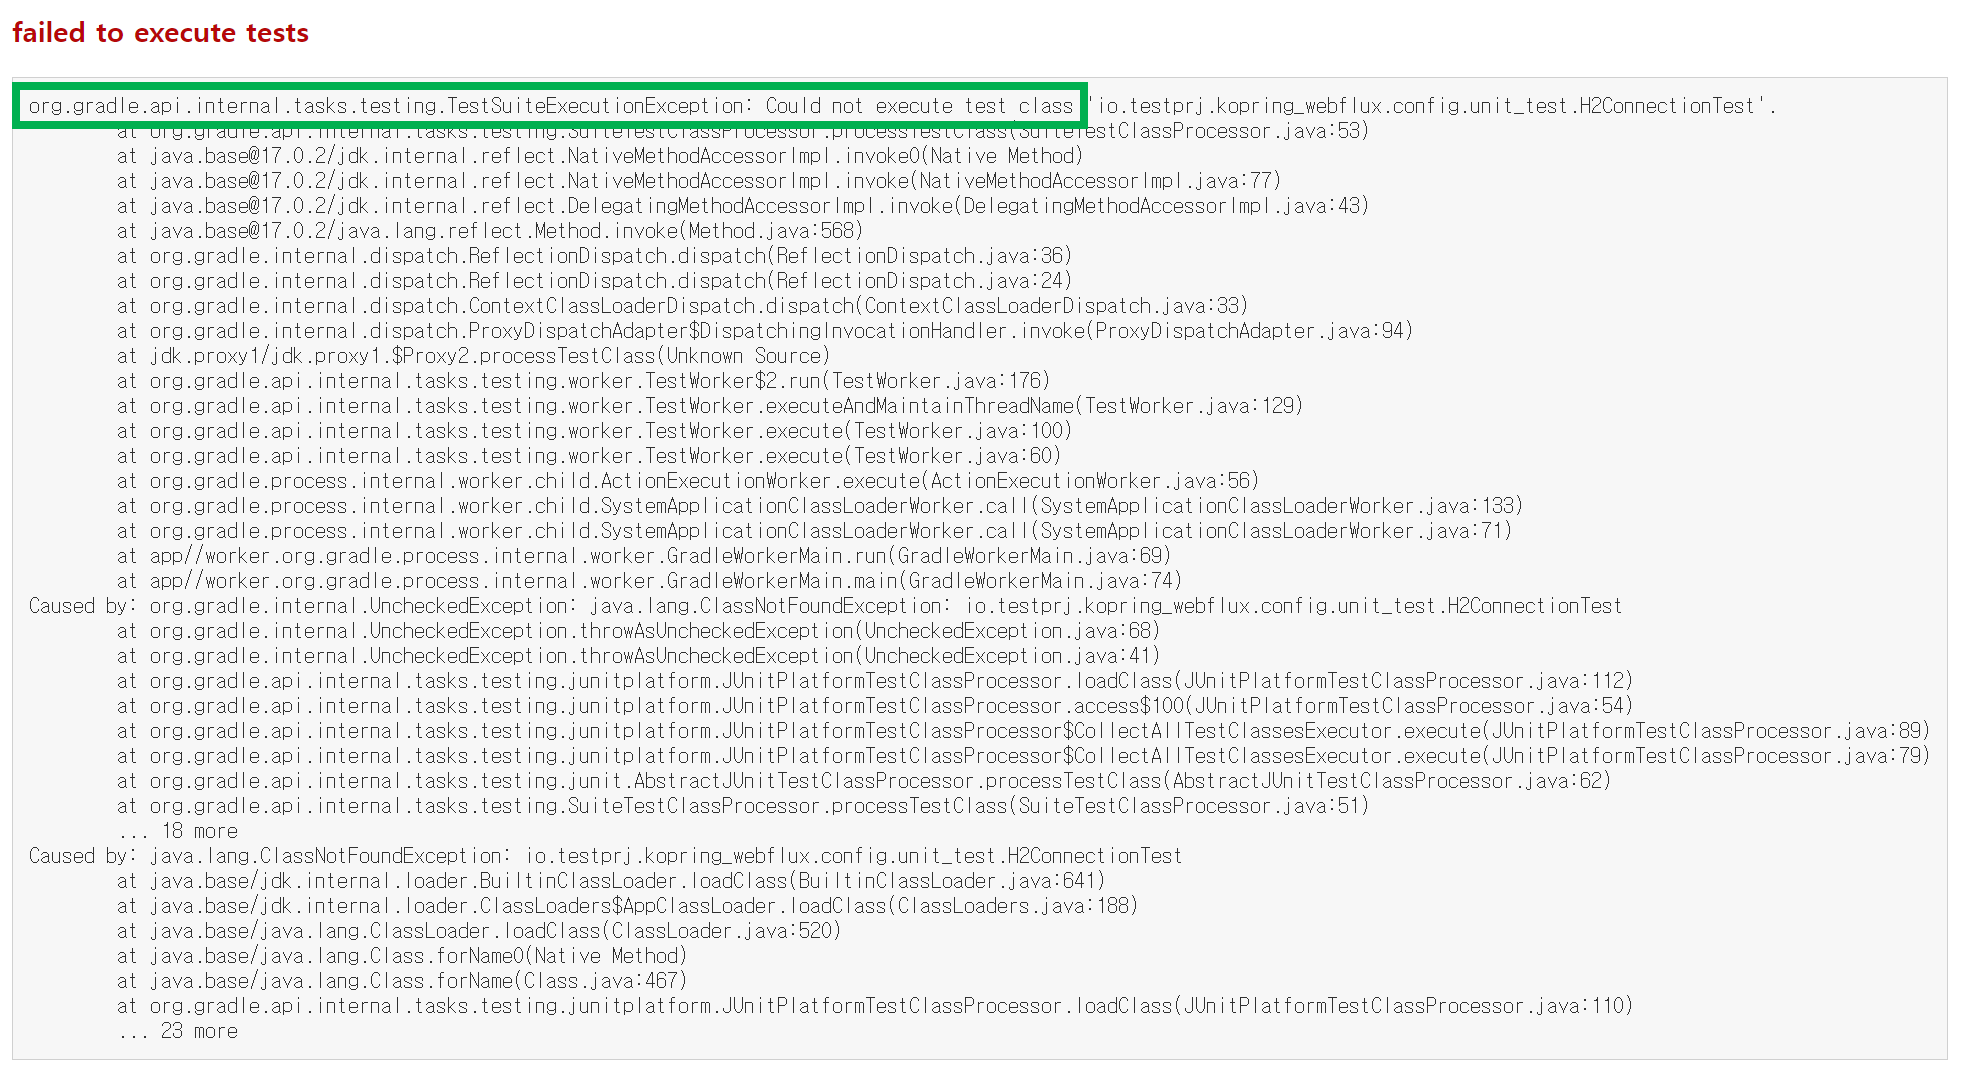 failed to execute tests
org.gradle.api.internal.tasks.testing.TestSuiteExecutionException: Could not execute test class 'io.testprj.kopring_webflux.config.unit_test.H2ConnectionTest'.
at org.gradle.api.internal.tasks.testing.SuiteTestClassProcessor.processTestClass(SuiteTestClassProcessor.java:53)
at java.base@17.0.2/jdk.internal.reflect.NativeMethodAccessorImpl.invoke0(Native Method)
at java.base@17.0.2/jdk.internal.reflect.NativeMethodAccessorImpl.invoke(NativeMethodAccessorImpl.java:77)
at java.base@17.0.2/jdk.internal.reflect.DelegatingMethodAccessorImpl.invoke(DelegatingMethodAccessorImpl.java:43)
at java.base@17.0.2/java.lang.reflect.Method.invoke(Method.java:568)
at org.gradle.internal.dispatch.ReflectionDispatch.dispatch(ReflectionDispatch.java:36)
at org.gradle.internal.dispatch.ReflectionDispatch.dispatch(ReflectionDispatch.java:24)
at org.gradle.internal.dispatch.ContextClassLoaderDispatch.dispatch(ContextClassLoaderDispatch.java:33)
at org.gradle.internal.dispatch.ProxyDispatchAdapter$DispatchingInvocationHandler.invoke(ProxyDispatchAdapter.java:94)
at jdk.proxy1/jdk.proxy1.$Proxy2.processTestClass(Unknown Source)
at org.gradle.api.internal.tasks.testing.worker.TestWorker$2.run(TestWorker.java:176)
at org.gradle.api.internal.tasks.testing.worker.TestWorker.executeAndMaintainThreadName(TestWorker.java:129)
at org.gradle.api.internal.tasks.testing.worker.TestWorker.execute(TestWorker.java:100)
at org.gradle.api.internal.tasks.testing.worker.TestWorker.execute(TestWorker.java:60)
at org.gradle.process.internal.worker.child.ActionExecutionWorker.execute(ActionExecutionWorker.java:56)
at org.gradle.process.internal.worker.child.SystemApplicationClassLoaderWorker.call(SystemApplicationClassLoaderWorker.java:133)
at org.gradle.process.internal.worker.child.SystemApplicationClassLoaderWorker.call(SystemApplicationClassLoaderWorker.java:71)
at app//worker.org.gradle.process.internal.worker.GradleWorkerMain.run(GradleWorkerMain.java:69)
at app//worker.org.gradle.process.internal.worker.GradleWorkerMain.main(GradleWorkerMain.java:74)
Caused by: org.gradle.internal.UncheckedException: java.lang.ClassNotFoundException: io.testprj.kopring_webflux.config.unit_test.H2ConnectionTest
at org.gradle.internal.UncheckedException.throwAsUncheckedException(UncheckedException.java:68)
at org.gradle.internal.UncheckedException.throwAsUncheckedException(UncheckedException.java:41)
at org.gradle.api.internal.tasks.testing.junitplatform.JUnitPlatformTestClassProcessor.loadClass(JUnitPlatformTestClassProcessor.java:112)
at org.gradle.api.internal.tasks.testing.junitplatform.JUnitPlatformTestClassProcessor.access$100(JUnitPlatformTestClassProcessor.java:54)
at org.gradle.api.internal.tasks.testing.junitplatform.JUnitPlatformTestClassProcessor$CollectAllTestClassesExecutor.execute(JUnitPlatformTestClassProcessor.java:89)
at org.gradle.api.internal.tasks.testing.junitplatform.JUnitPlatformTestClassProcessor$CollectAllTestClassesExecutor.execute(JUnitPlatformTestClassProcessor.java:79)
at org.gradle.api.internal.tasks.testing.junit.AbstractJUnitTestClassProcessor.processTestClass(AbstractJUnitTestClassProcessor.java:62)
at org.gradle.api.internal.tasks.testing.SuiteTestClassProcessor.processTestClass(SuiteTestClassProcessor.java:51)
... 18 more
Caused by: java.lang.ClassNotFoundException: io.testprj.kopring_webflux.config.unit_test.H2ConnectionTest
at java.base/jdk.internal.loader.BuiltinClassLoader.loadClass(BuiltinClassLoader.java:641)
at java.base/jdk.internal.loader.ClassLoaders$AppClassLoader.loadClass(ClassLoaders.java:188)
at java.base/java.lang.ClassLoader.loadClass(ClassLoader.java:520)
at java.base/java.lang.Class.forName0(Native Method)
at java.base/java.lang.Class.forName(Class.java:467)
at org.gradle.api.internal.tasks.testing.junitplatform.JUnitPlatformTestClassProcessor.loadClass(JUnitPlatformTestClassProcessor.java:110)
... 23 more